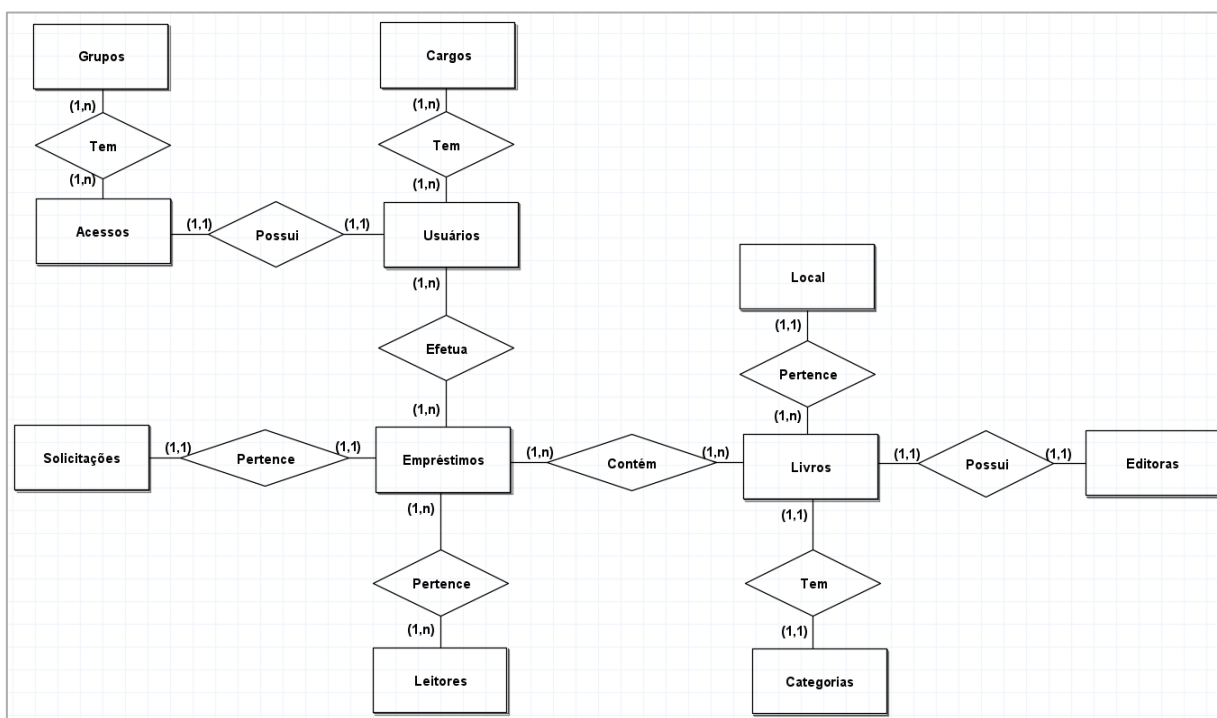 Grupos
Cargos
(1,n)
(1,n)
Tem
Tem
(1,n)
(1,n)
Acessos
(1,1)
Possui
(1,1)
Usuários
(1,n)
Local
(1,1)
Efetua
Pertence
(1,n)
(1,n)
Solicitações
(1,1)
Pertence
(1,1)
Empréstimos
(1,n)
Contém
(1,n)
Livros
(1,1)
Possui
(1,1)
Editoras
(1,n)
(1,1)
Pertence
Tem
(1,n)
(1,1)
Leitores
Categorias